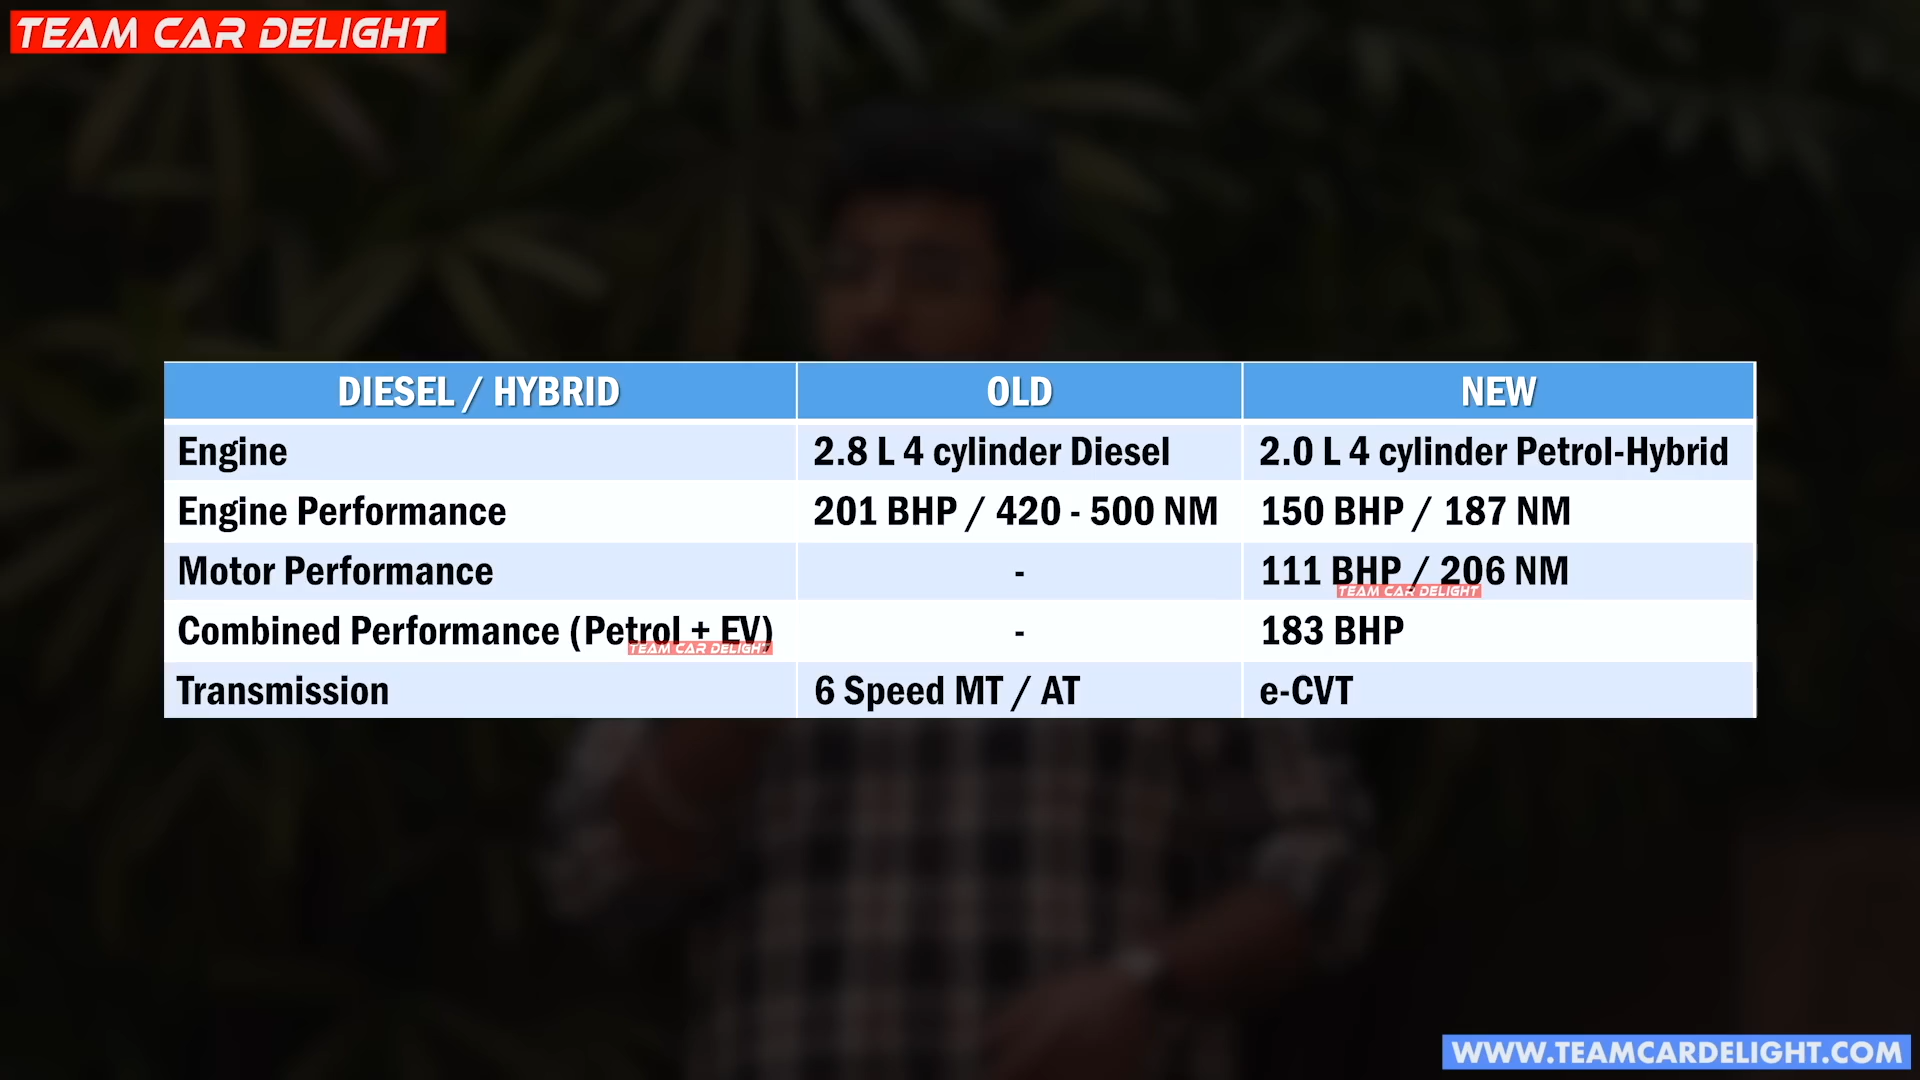 TEAM CAR DELIGHT
DIESEL / HYBRID OLD NEW
Engine 2.8 L 4 cylinder Diesel 2.0 L 4 cylinder Petrol-Hybrid
Engine Performance 201 BHP / 420 - 500 NM 150 BHP / 187 NM
Motor Performance - 111 BHP / 206 NM
TEAM CAR DELIGHT
Combined Performance (Petrol + EV) - 183 BHP
TEAM CAR DELIGHT
Transmission 6 Speed MT / AT e-CVT
WWW.TEAMCARDELIGHT.COM